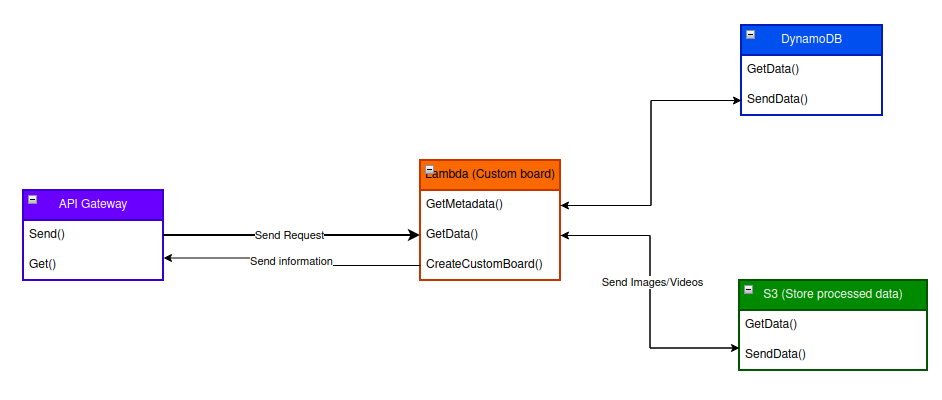 DynamoDB
GetData()
SendData()
Lambda (Custom board)
GetMetadata()
GetData()
CreateCustomBoard()
API Gateway
Send()
Get()
Send Request
Send information
Send Images/Videos
S3 (Store processed data)
GetData()
SendData()